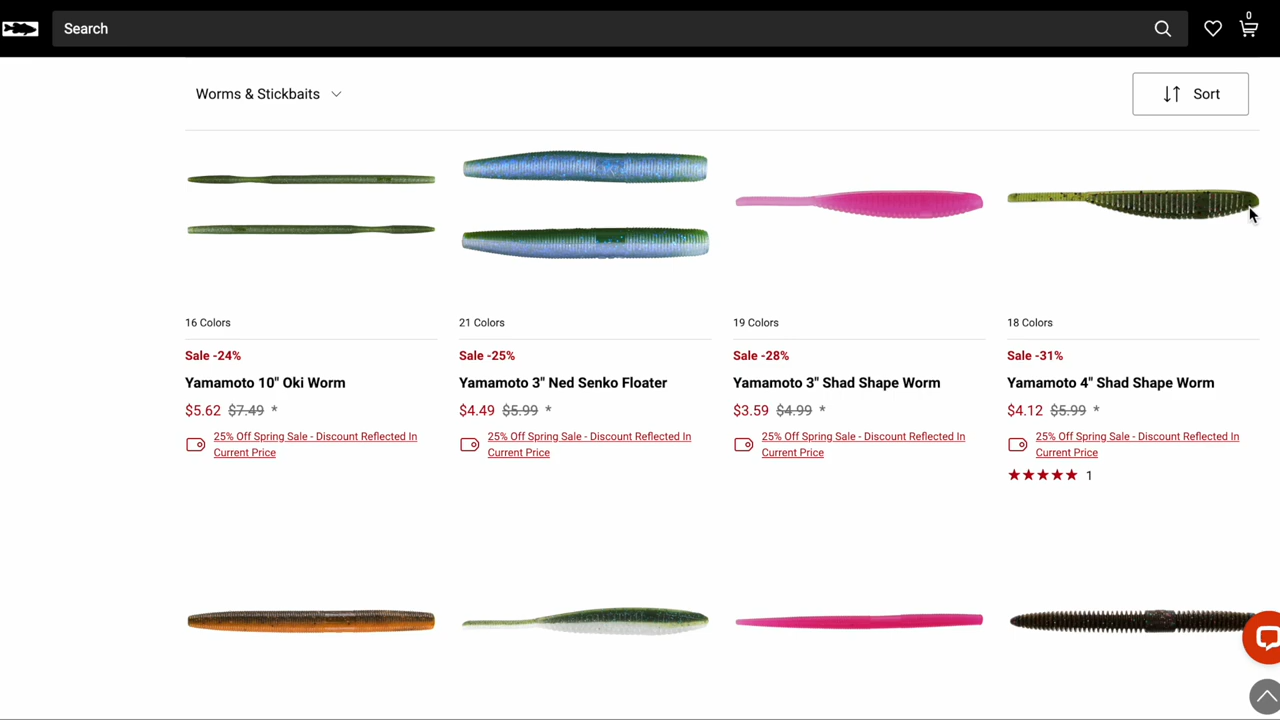 Search
0
Worms & Stickbaits
Sort
16 Colors
Sale -24%
Yamamoto 10" Oki Worm
$5.62 $7.49 *
25% Off Spring Sale - Discount Reflected In
Current Price
21 Colors
Sale -25%
Yamamoto 3" Ned Senko Floater
$4.49 $5.99 *
25% Off Spring Sale - Discount Reflected In
Current Price
19 Colors
Sale -28%
Yamamoto 3" Shad Shape Worm
$3.59 $4.99 *
25% Off Spring Sale - Discount Reflected In
Current Price
18 Colors
Sale -31%
Yamamoto 4" Shad Shape Worm
$4.12 $5.99 *
25% Off Spring Sale - Discount Reflected In
Current Price
★★★★★ 1